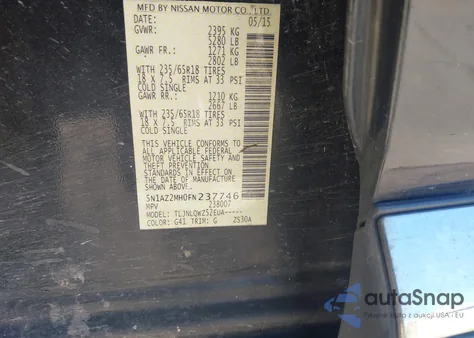 MFD BY NISSAN MOTOR CO.,LTD.
DATE: 05/15
GVWR: 2395 KG
5280 LB
GAWR FR.: 1271 KG
2802 LB
WITH 235/65R18 TIRES
18 X 7.5 RIMS AT 33 PSI
COLD SINGLE
GAWR RR.: 1210 KG
2667 LB
WITH 235/65R18 TIRES
18 X 7.5 RIMS AT 33 PSI
COLD SINGLE
THIS VEHICLE CONFORMS TO
ALL APPLICABLE FEDERAL
MOTOR VEHICLE SAFETY AND
THEFT PREVENTION
STANDARDS IN EFFECT ON
THE DATE OF MANUFACTURE
SHOWN ABOVE.
5N1AZ2MH0FN237746
MPV 238007
MODEL: TLJNLQWZ52EUA-----
COLOR: G41 TRIM: G ZS30A
autoSnap